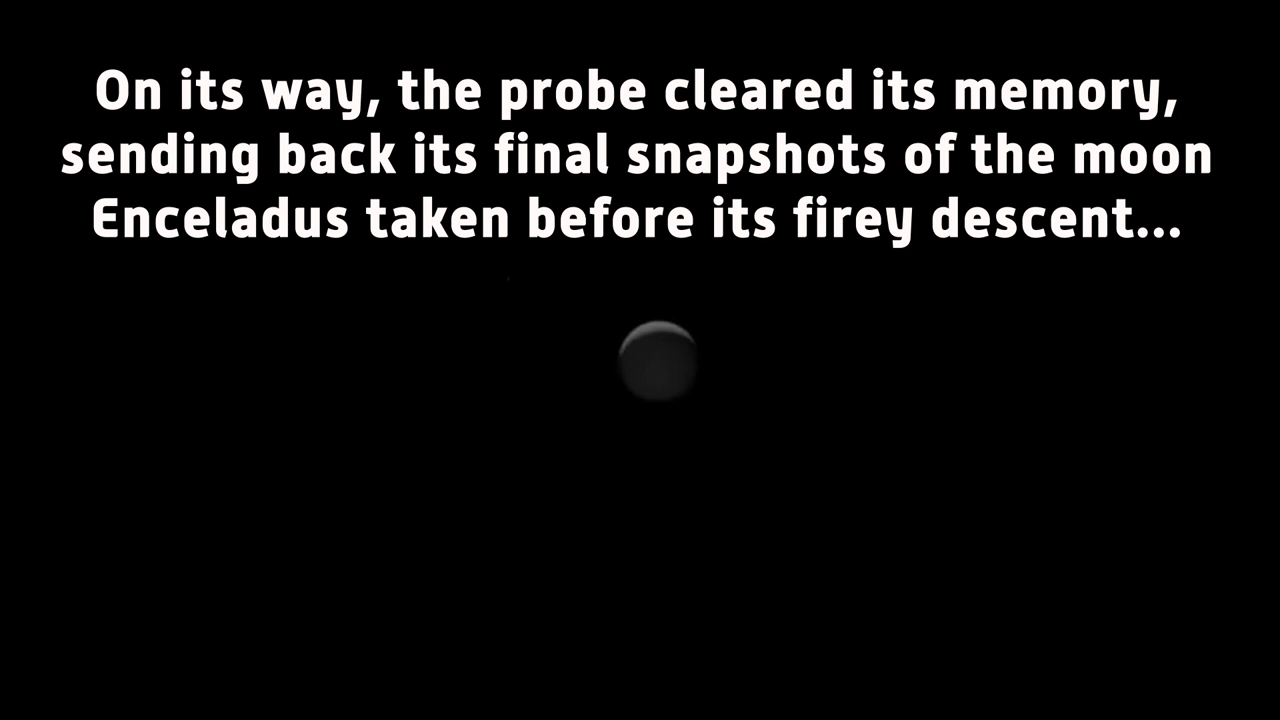 On its way, the probe cleared its memory,
sending back its final snapshots of the moon
Enceladus taken before its firey descent...